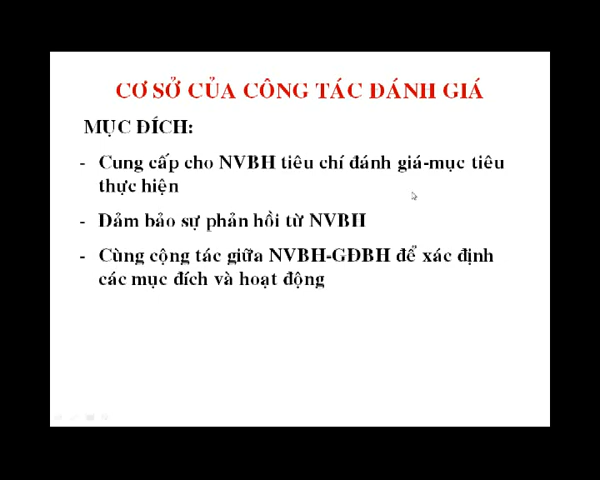 CƠ SỞ CỦA CÔNG TÁC ĐÁNH GIÁ
MỤC ĐÍCH:
- Cung cấp cho NVBH tiêu chí đánh giá-mục tiêu
thực hiện
- Đảm bảo sự phản hồi từ NVBH
- Cùng cộng tác giữa NVBH-GĐBH để xác định
các mục đích và hoạt động